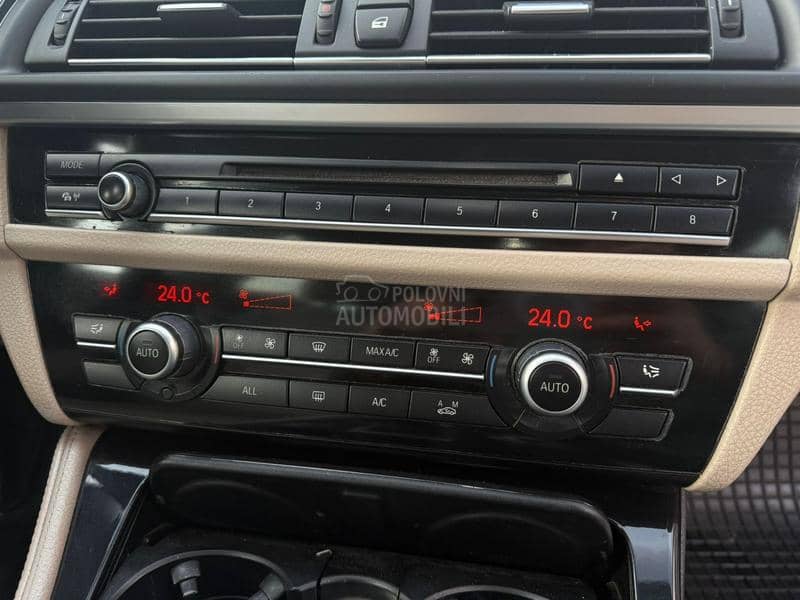 MODE
1 2 3 4 5 6 7 8
24.0 °C 24.0 °C
POLOVNI
AUTOMOBILI
AUTO OFF MAX A/C OFF AUTO
ALL A/C A M